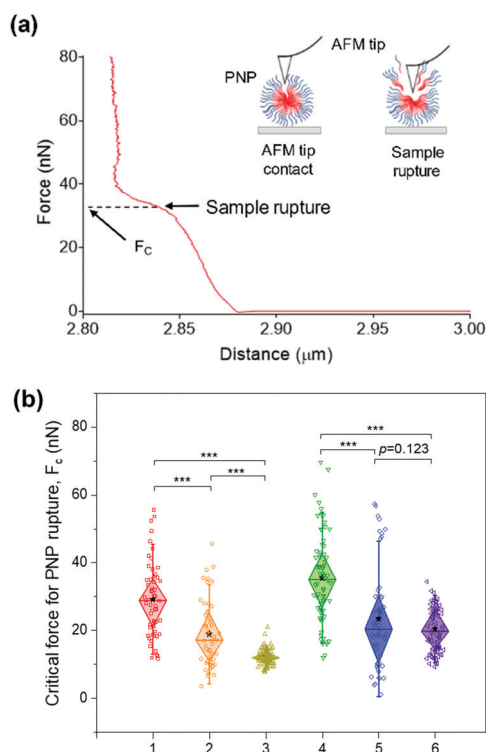 (a)
80
60
40
20
0
Force (nN)
AFM tip
PNP
AFM tip
contact
Sample
rupture
Sample rupture
F_C
2.80 2.85 2.90 2.95 3.00
Distance (μm)
(b)
80
60
40
20
0
Critical force for PNP rupture, F_c (nN)
*** ***
*** p=0.123
*** ***
1 2 3 4 5 6